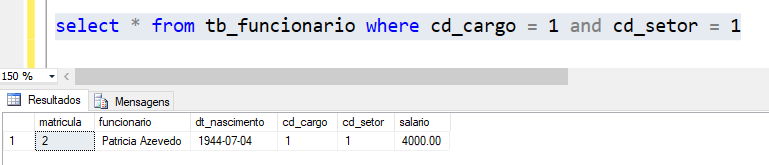 select * from tb_funcionario where cd_cargo = 1 and cd_setor = 1
150 %
Resultados Mensagens
matricula funcionario dt_nascimento cd_cargo cd_setor salario
1 2 Patricia Azevedo 1944-07-04 1 1 4000.00